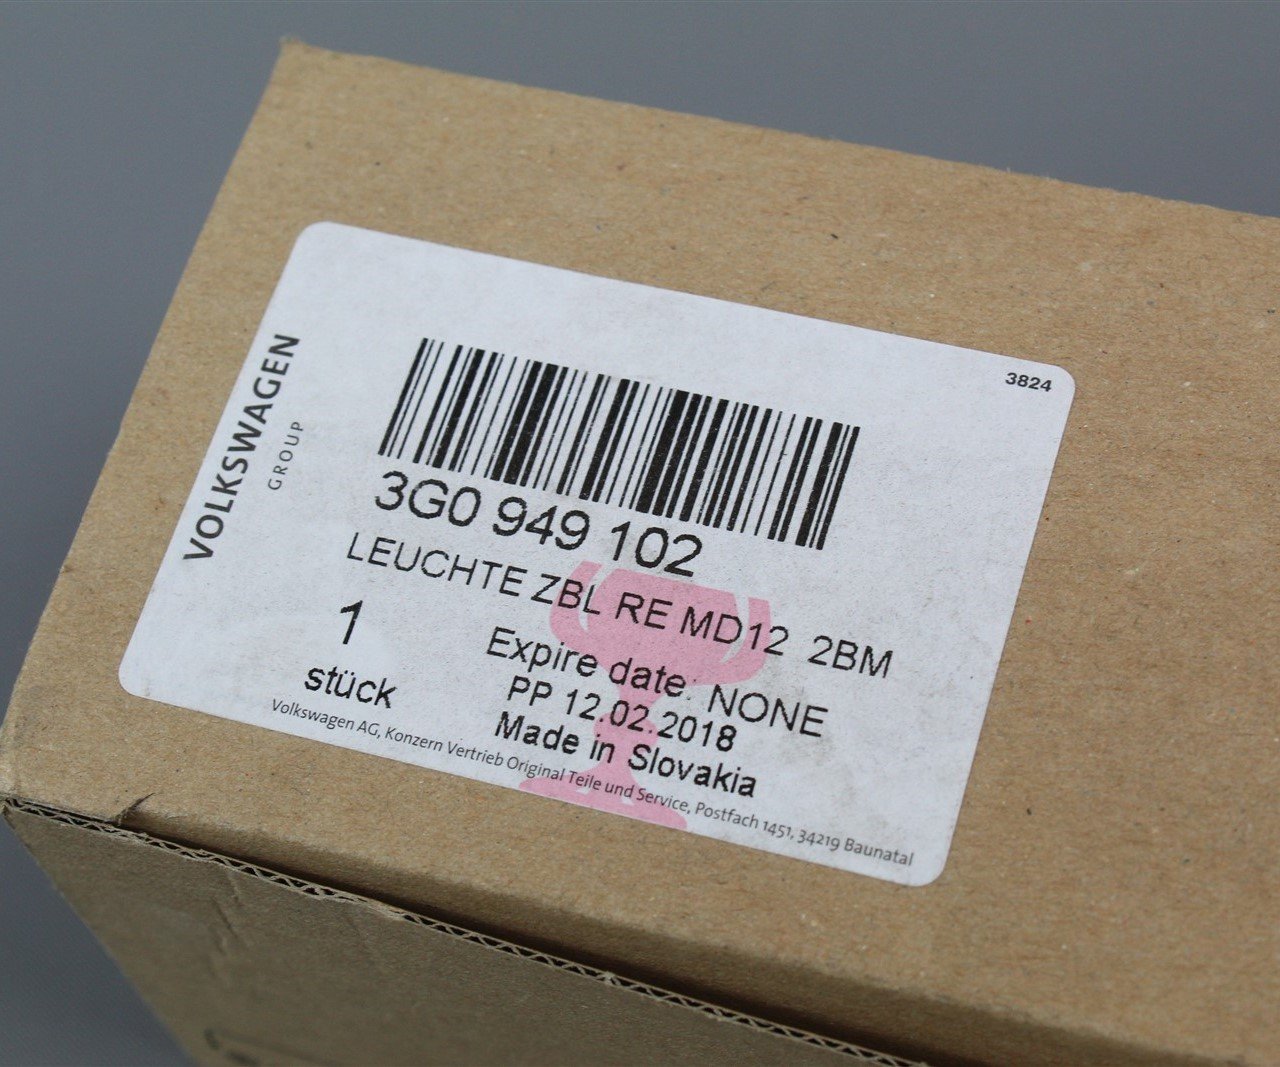 3824
VOLKSWAGEN
GROUP
3G0 949 102
LEUCHTE ZBL RE MD12 2BM
1
stück
Expire date: NONE
PP 12.02.2018
Made in Slovakia
Volkswagen AG, Konzern Vertrieb Original Teile und Service, Postfach 1451, 34219 Baunatal